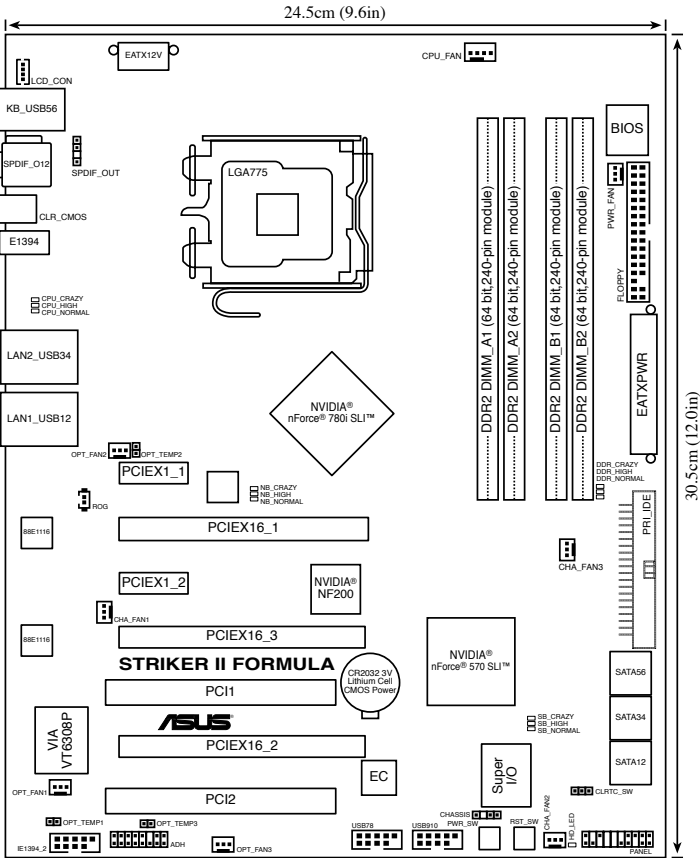 24.5cm (9.6in)
EATX12V
CPU_FAN
LCD_CON
KB_USB56
BIOS
SPDIF_O12
SPDIF_OUT
LGA775
PWR_FAN
CLR_CMOS
E1394
FLOPPY
DDR2 DIMM_A1 (64 bit,240-pin module)
DDR2 DIMM_A2 (64 bit,240-pin module)
DDR2 DIMM_B1 (64 bit,240-pin module)
DDR2 DIMM_B2 (64 bit,240-pin module)
CPU_CRAZY
CPU_HIGH
CPU_NORMAL
LAN2_USB34
EATXPWR
30.5cm (12.0in)
LAN1_USB12
NVIDIA®
nForce® 780i SLI™
OPT_FAN2
OPT_TEMP2
PCIEX1_1
DDR_CRAZY
DDR_HIGH
DDR_NORMAL
NB_CRAZY
NB_HIGH
NB_NORMAL
ROG
PRI_IDE
88E1116
PCIEX16_1
CHA_FAN3
PCIEX1_2
NVIDIA®
NF200
CHA_FAN1
88E1116
PCIEX16_3
NVIDIA®
nForce® 570 SLI™
STRIKER II FORMULA
CR2032 3V
Lithium Cell
CMOS Power
SATA56
PCI1
SATA34
SB_CRAZY
SB_HIGH
SB_NORMAL
VIA
VT6308P
ASUS®
PCIEX16_2
SATA12
EC
Super
I/O
OPT_FAN1
PCI2
CLRTC_SW
CHASSIS
OPT_TEMP1
OPT_TEMP3
USB78
USB910
PWR_SW
RST_SW
CHA_FAN2
HD_LED
IE1394_2
ADH
OPT_FAN3
PANEL